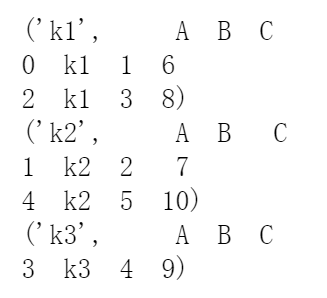 ('k1',     A  B  C
0  k1  1  6
2  k1  3  8)
('k2',     A  B   C
1  k2  2   7
4  k2  5  10)
('k3',     A  B  C
3  k3  4  9)